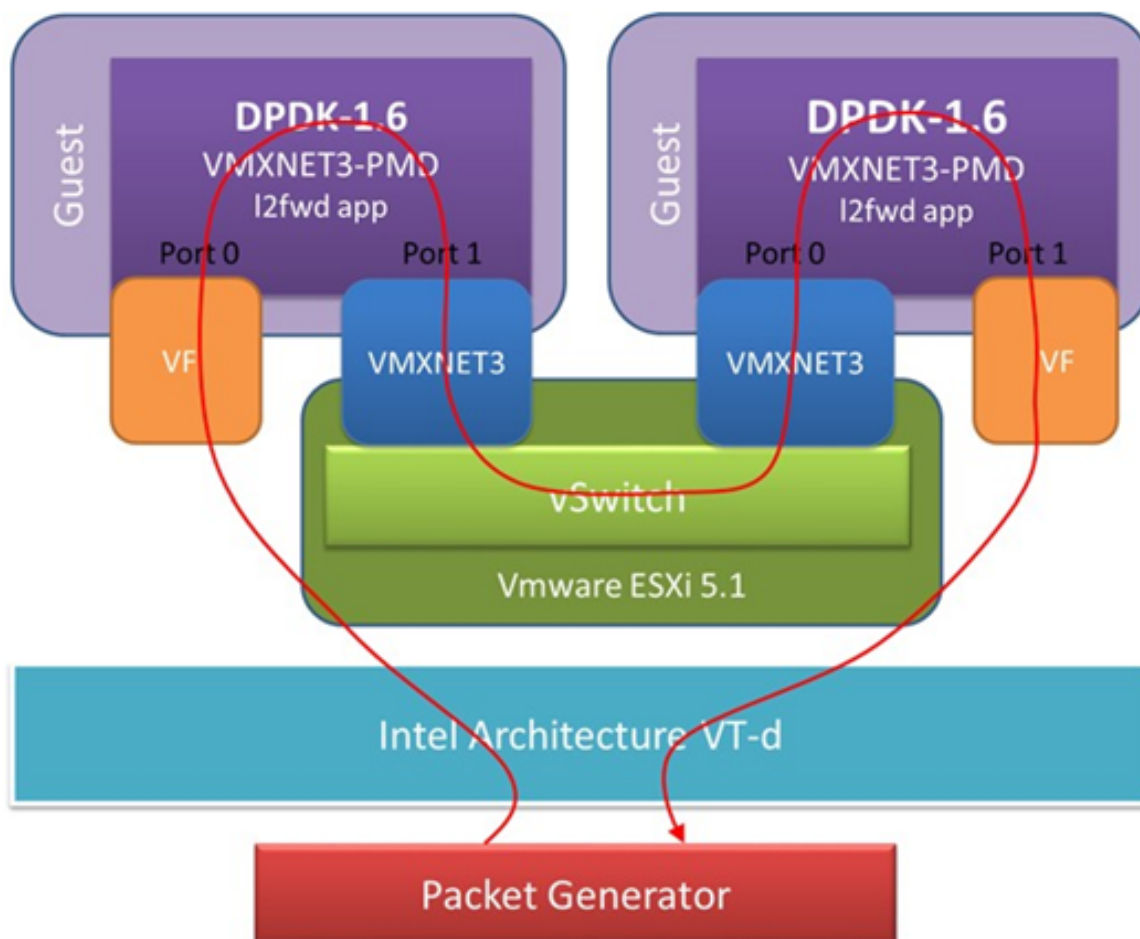 Guest
DPDK-1.6
VMXNET3-PMD
l2fwd app
Port 0
Port 1
VF
VMXNET3
Guest
DPDK-1.6
VMXNET3-PMD
l2fwd app
Port 0
Port 1
VMXNET3
VF
vSwitch
Vmware ESXi 5.1
Intel Architecture VT-d
Packet Generator